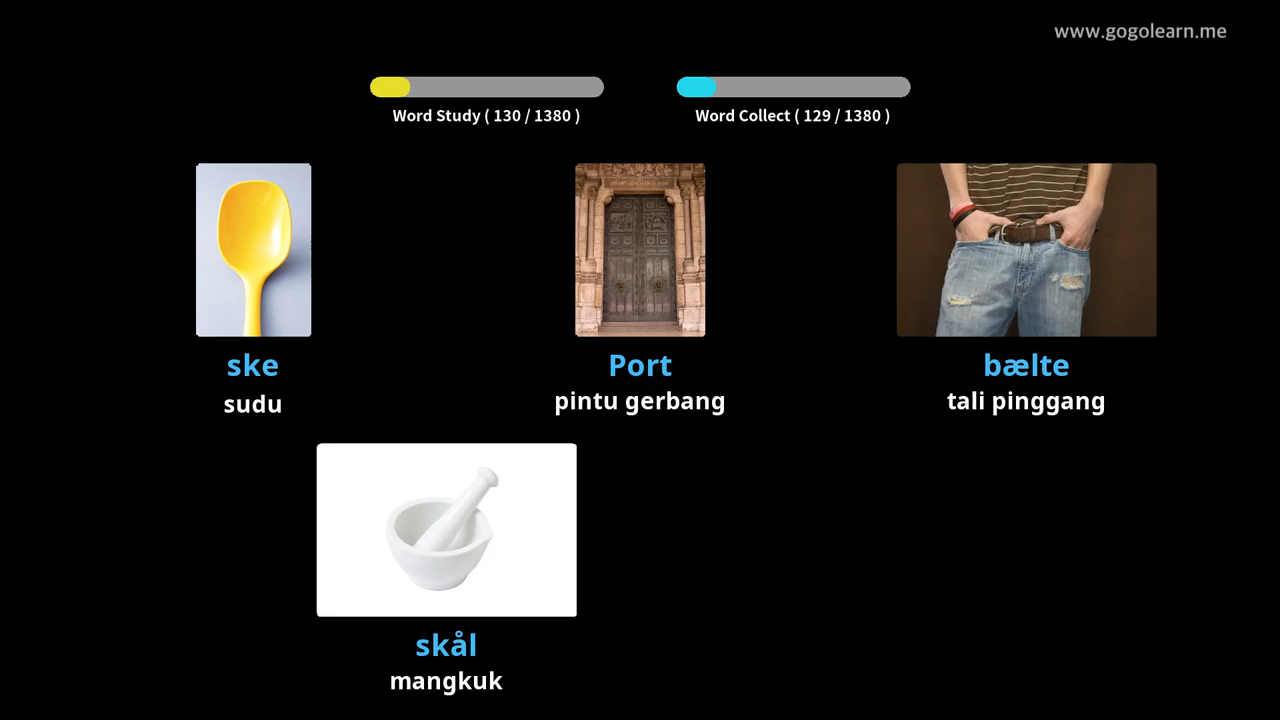 www.gogolearn.me
Word Study ( 130 / 1380 )
Word Collect ( 129 / 1380 )
ske
sudu
Port
pintu gerbang
bælte
tali pinggang
skål
mangkuk